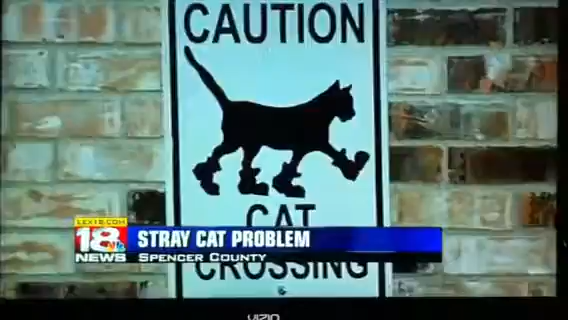 CAUTION
CAT
LEX18.COM
18
NEWS
STRAY CAT PROBLEM
SPENCER COUNTY
CROSSING
VIZIO